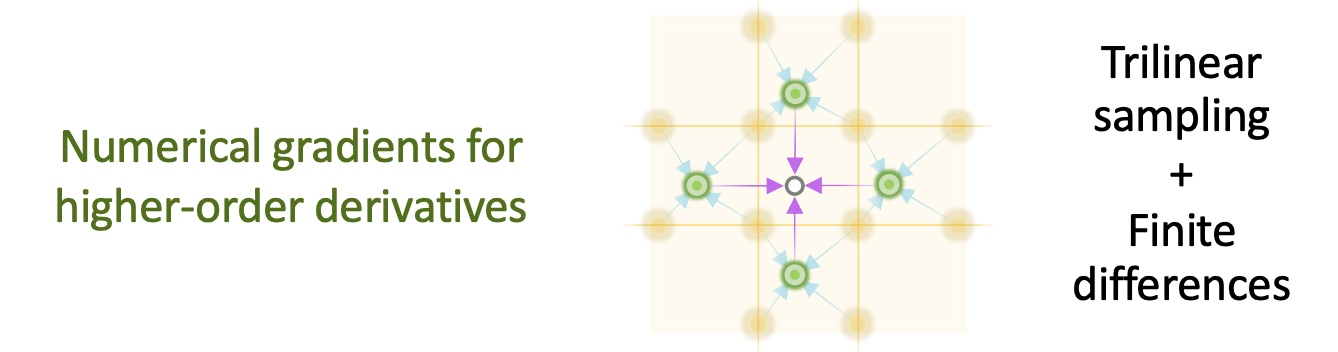 Numerical gradients for
higher-order derivatives
Trilinear
sampling
+
Finite
differences